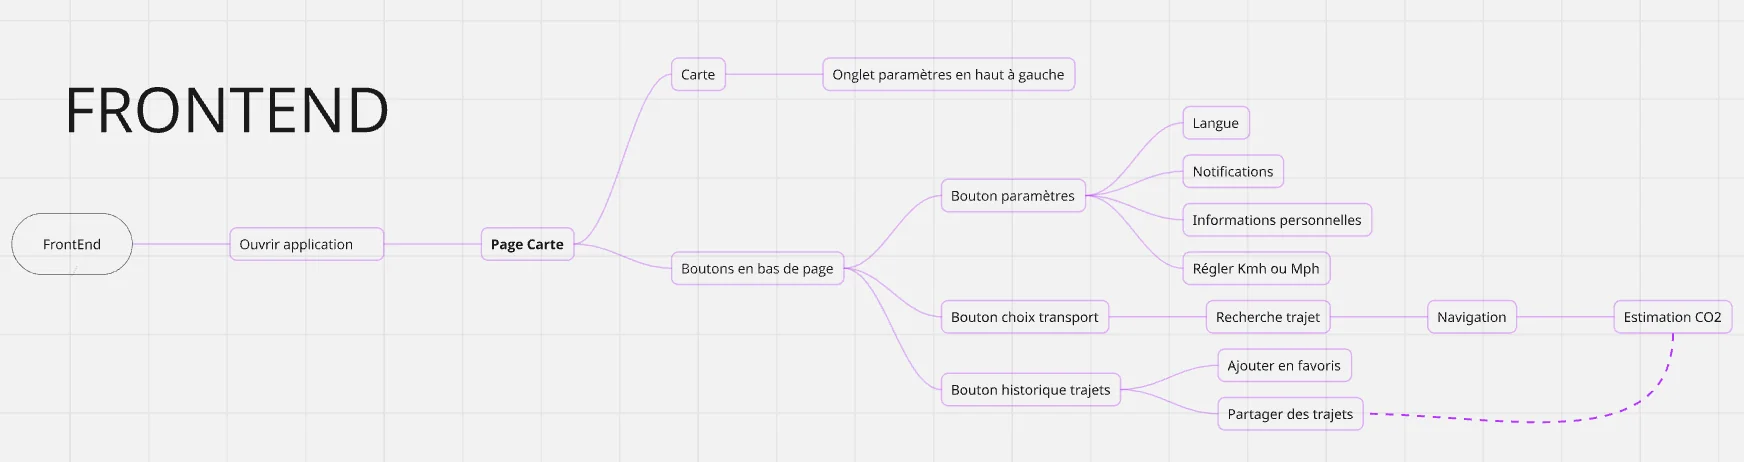 FRONTEND
FrontEnd
Ouvrir application
Page Carte
Carte
Onglet paramètres en haut à gauche
Boutons en bas de page
Bouton paramètres
Langue
Notifications
Informations personnelles
Régler Kmh ou Mph
Bouton choix transport
Recherche trajet
Navigation
Estimation CO2
Bouton historique trajets
Ajouter en favoris
Partager des trajets